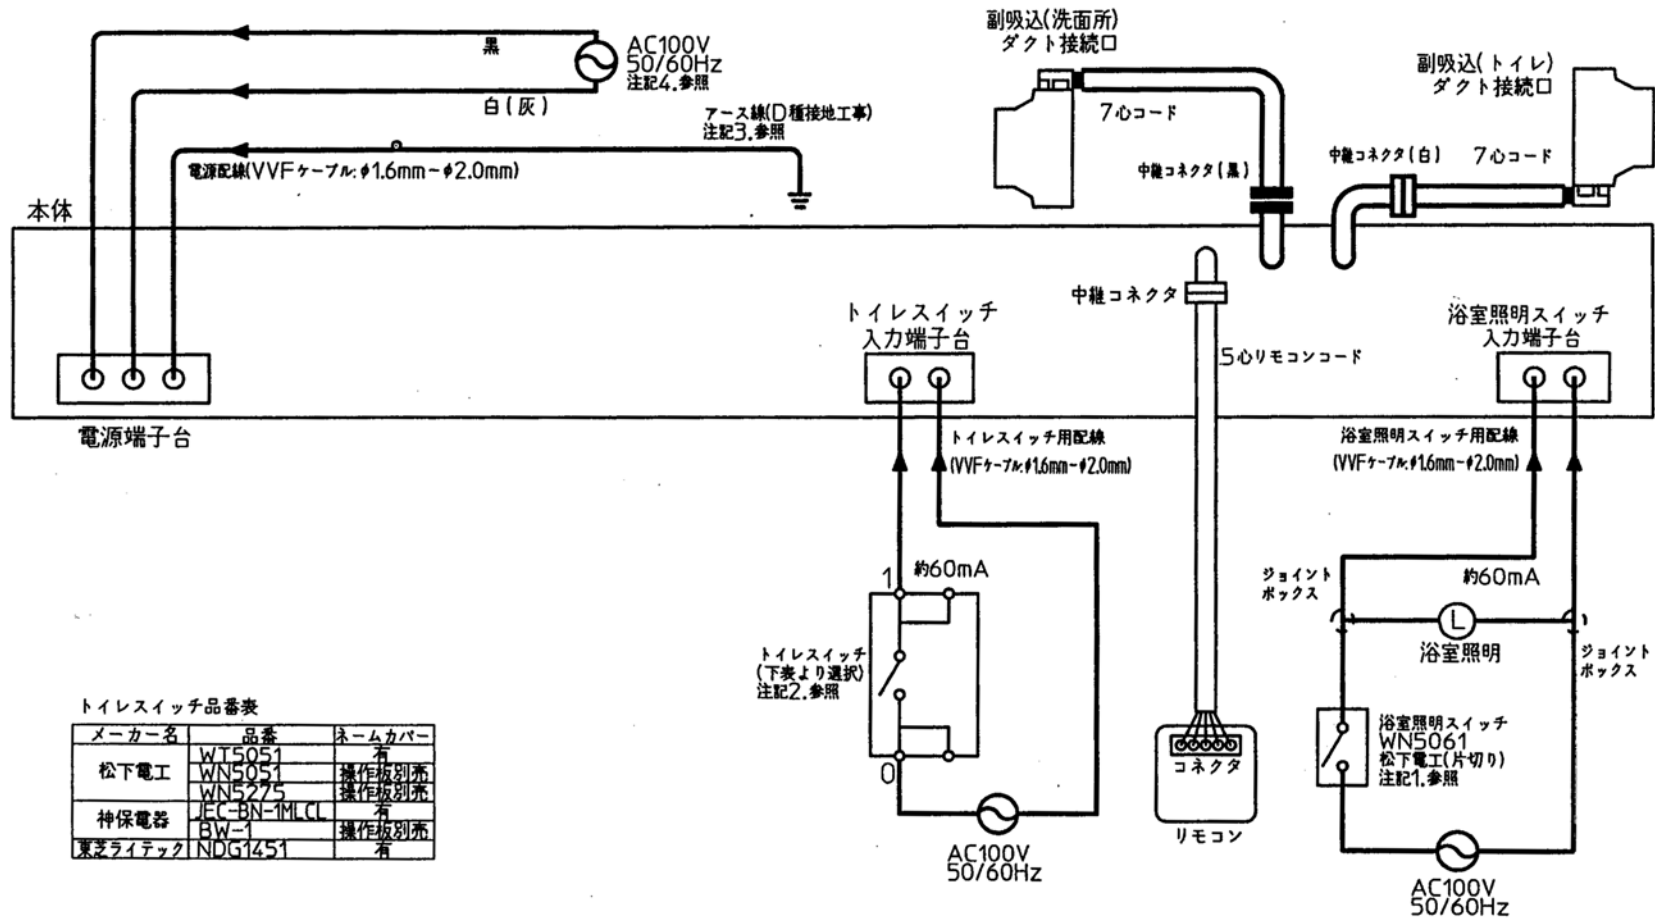 副吸込(洗面所)
ダクト接続口
副吸込(トイレ)
ダクト接続口
黒
AC100V
50/60Hz
注記4.参照
白(灰)
アース線(D種接地工事)
注記3.参照
電源配線(VVFケーブル:φ1.6mm~φ2.0mm)
7心コード
中継コネクタ(黒)
中継コネクタ(白)
7心コード
本体
中継コネクタ
トイレスイッチ
入力端子台
5心リモコンコード
浴室照明スイッチ
入力端子台
電源端子台
トイレスイッチ用配線
(VVFケーブル:φ1.6mm~φ2.0mm)
浴室照明スイッチ用配線
(VVFケーブル:φ1.6mm~φ2.0mm)
1
約60mA
ジョイント
ボックス
約60mA
L
浴室照明
ジョイント
ボックス
トイレスイッチ
(下表より選択)
注記2.参照
0
AC100V
50/60Hz
コネクタ
リモコン
浴室照明スイッチ
WN5061
松下電工(片切り)
注記1.参照
AC100V
50/60Hz
トイレスイッチ品番表
メーカー名 品番 ネームカバー
松下電工 WT5051 有
WN5051 操作板別売
WN5275 操作板別売
神保電器 JEC-BN-1MLCL 有
BW-1 操作板別売
東芝ライテック NDG1451 有